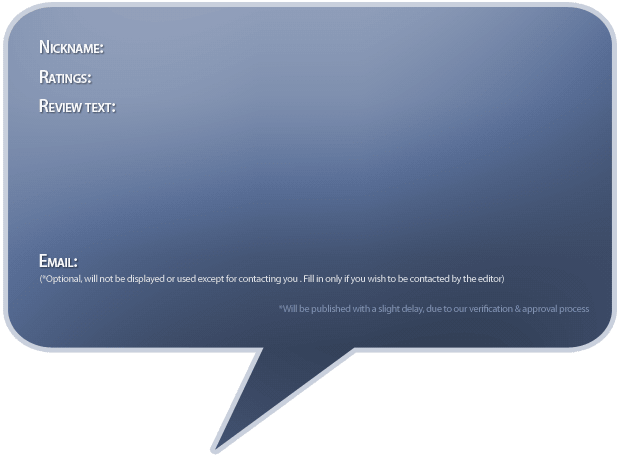 Nickname:
Ratings:
Review text:
Email:
(*Optional, will not be displayed or used except for contacting you . Fill in only if you wish to be contacted by the editor)
*Will be published with a slight delay, due to our verification & approval process